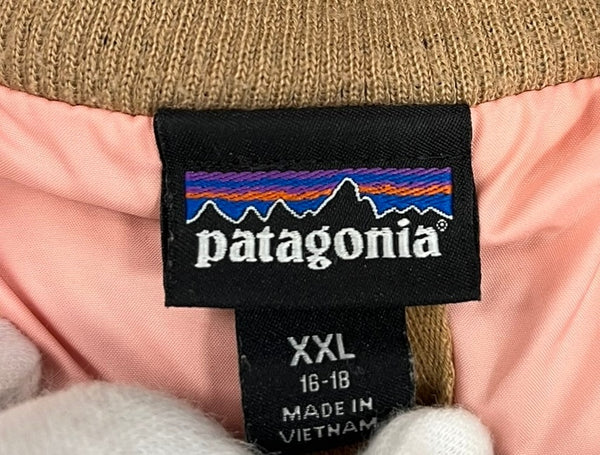 patagonia®
XXL
16-18
MADE IN
VIETNAM